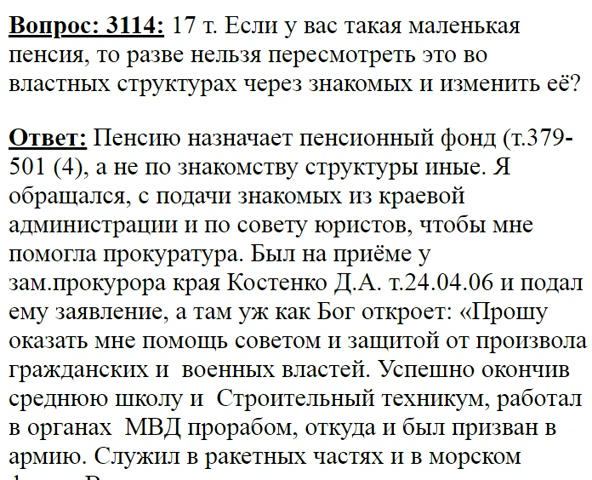 Вопрос: 3114: 17 т. Если у вас такая маленькая
пенсия, то разве нельзя пересмотреть это во
властных структурах через знакомых и изменить её?
Ответ: Пенсию назначает пенсионный фонд (т.379-
501 (4), а не по знакомству структуры иные. Я
обращался, с подачи знакомых из краевой
администрации и по совету юристов, чтобы мне
помогла прокуратура. Был на приёме у
зам.прокурора края Костенко Д.А. т.24.04.06 и подал
ему заявление, а там уж как Бог откроет: «Прошу
оказать мне помощь советом и защитой от произвола
гражданских и  военных властей. Успешно окончив
среднюю школу и  Строительный техникум, работал
в органах  МВД прорабом, откуда и был призван в
армию. Служил в ракетных частях и в морском